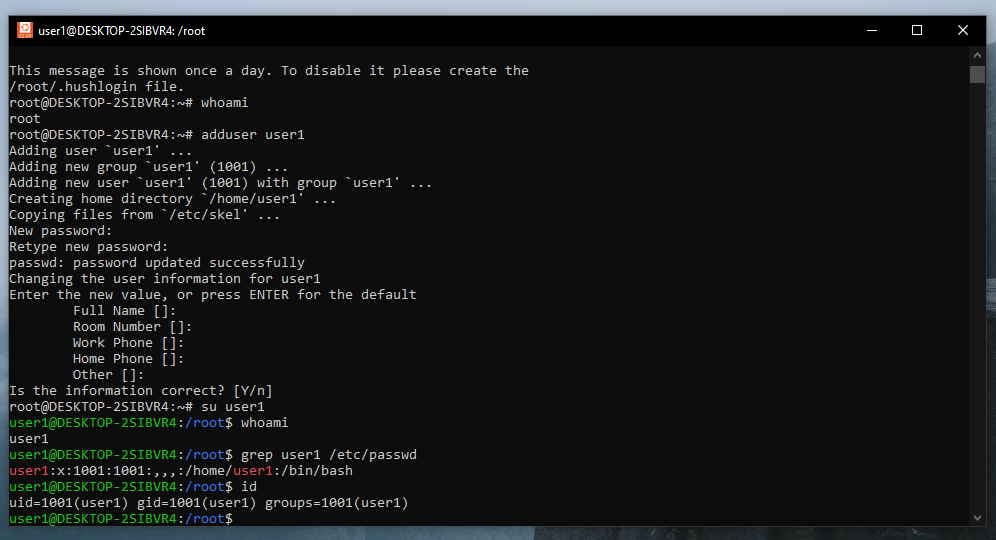 user1@DESKTOP-2SIBVR4: /root
This message is shown once a day. To disable it please create the
/root/.hushlogin file.
root@DESKTOP-2SIBVR4:~# whoami
root
root@DESKTOP-2SIBVR4:~# adduser user1
Adding user `user1' ...
Adding new group `user1' (1001) ...
Adding new user `user1' (1001) with group `user1' ...
Creating home directory `/home/user1' ...
Copying files from `/etc/skel' ...
New password:
Retype new password:
passwd: password updated successfully
Changing the user information for user1
Enter the new value, or press ENTER for the default
        Full Name []:
        Room Number []:
        Work Phone []:
        Home Phone []:
        Other []:
Is the information correct? [Y/n]
root@DESKTOP-2SIBVR4:~# su user1
user1@DESKTOP-2SIBVR4:/root$ whoami
user1
user1@DESKTOP-2SIBVR4:/root$ grep user1 /etc/passwd
user1:x:1001:1001:,,,:/home/user1:/bin/bash
user1@DESKTOP-2SIBVR4:/root$ id
uid=1001(user1) gid=1001(user1) groups=1001(user1)
user1@DESKTOP-2SIBVR4:/root$